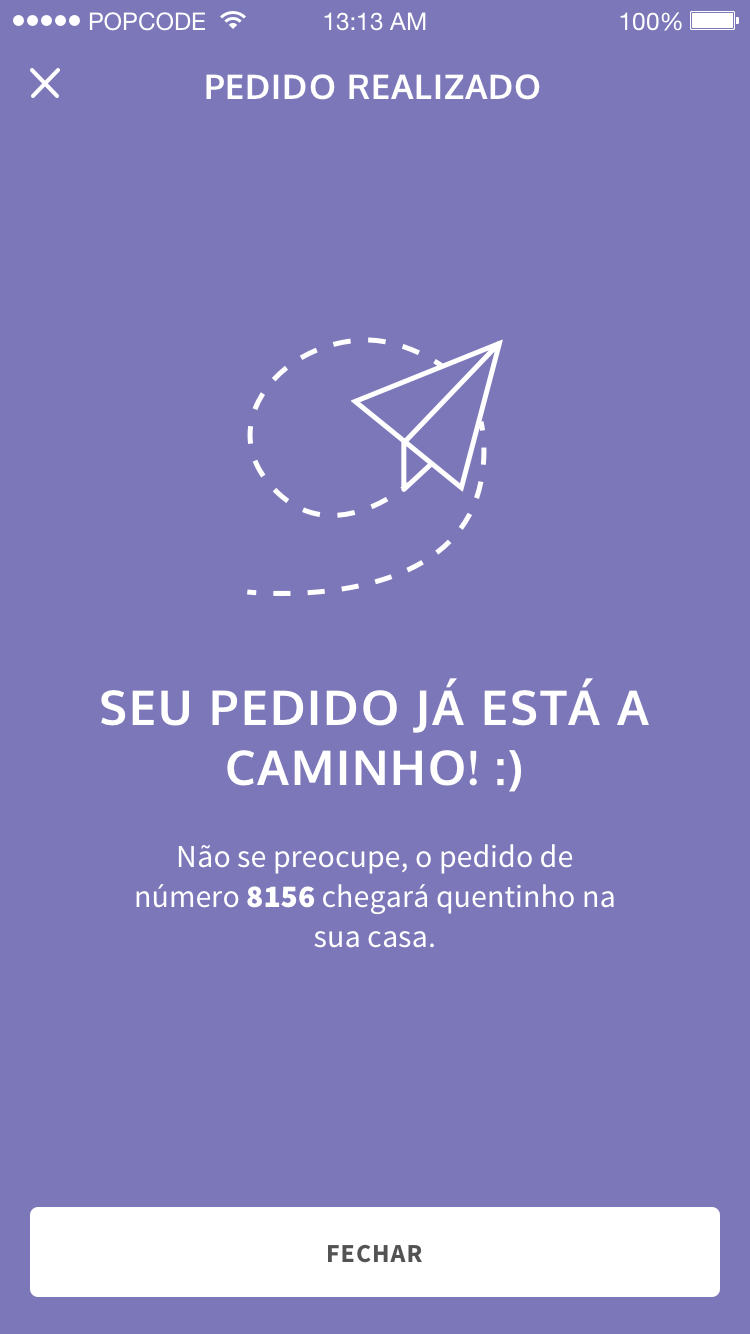 POPCODE 13:13 AM 100%
PEDIDO REALIZADO
SEU PEDIDO JÁ ESTÁ A
CAMINHO! :)
Não se preocupe, o pedido de
número 8156 chegará quentinho na
sua casa.
FECHAR